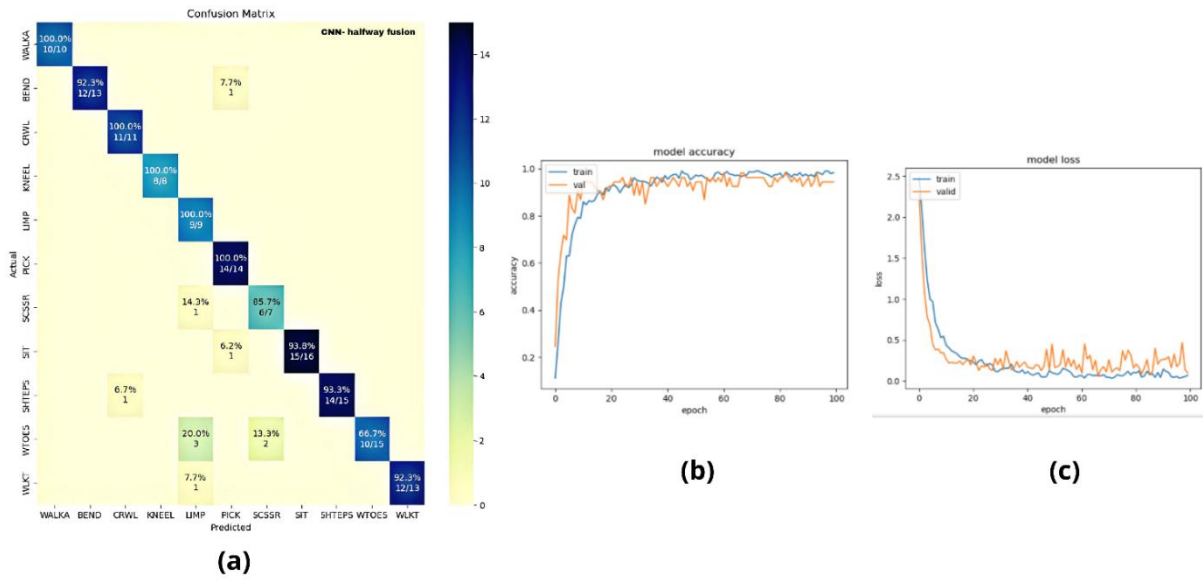 Confusion Matrix
CNN- halfway fusion
WALKA
BEND
CRWL
KNEEL
LIMP
PICK
SCSSR
SIT
SHTEPS
WTOES
WLKT
Actual
100.0%
10/10
92.3%
12/13
7.7%
1
100.0%
11/11
100.0%
8/8
100.0%
9/9
100.0%
14/14
14.3%
1
85.7%
6/7
6.2%
1
93.8%
15/16
6.7%
1
93.3%
14/15
20.0%
3
13.3%
2
66.7%
10/15
7.7%
1
92.3%
12/13
WALKA BEND CRWL KNEEL LIMP PICK SCSSR SIT SHTEPS WTOES WLKT
Predicted
14
12
10
8
6
4
2
0
(a)
model accuracy
train
val
1.0
0.8
0.6
0.4
0.2
accuracy
0 20 40 60 80 100
epoch
(b)
model loss
train
valid
2.5
2.0
1.5
1.0
0.5
0.0
loss
0 20 40 60 80 100
epoch
(c)